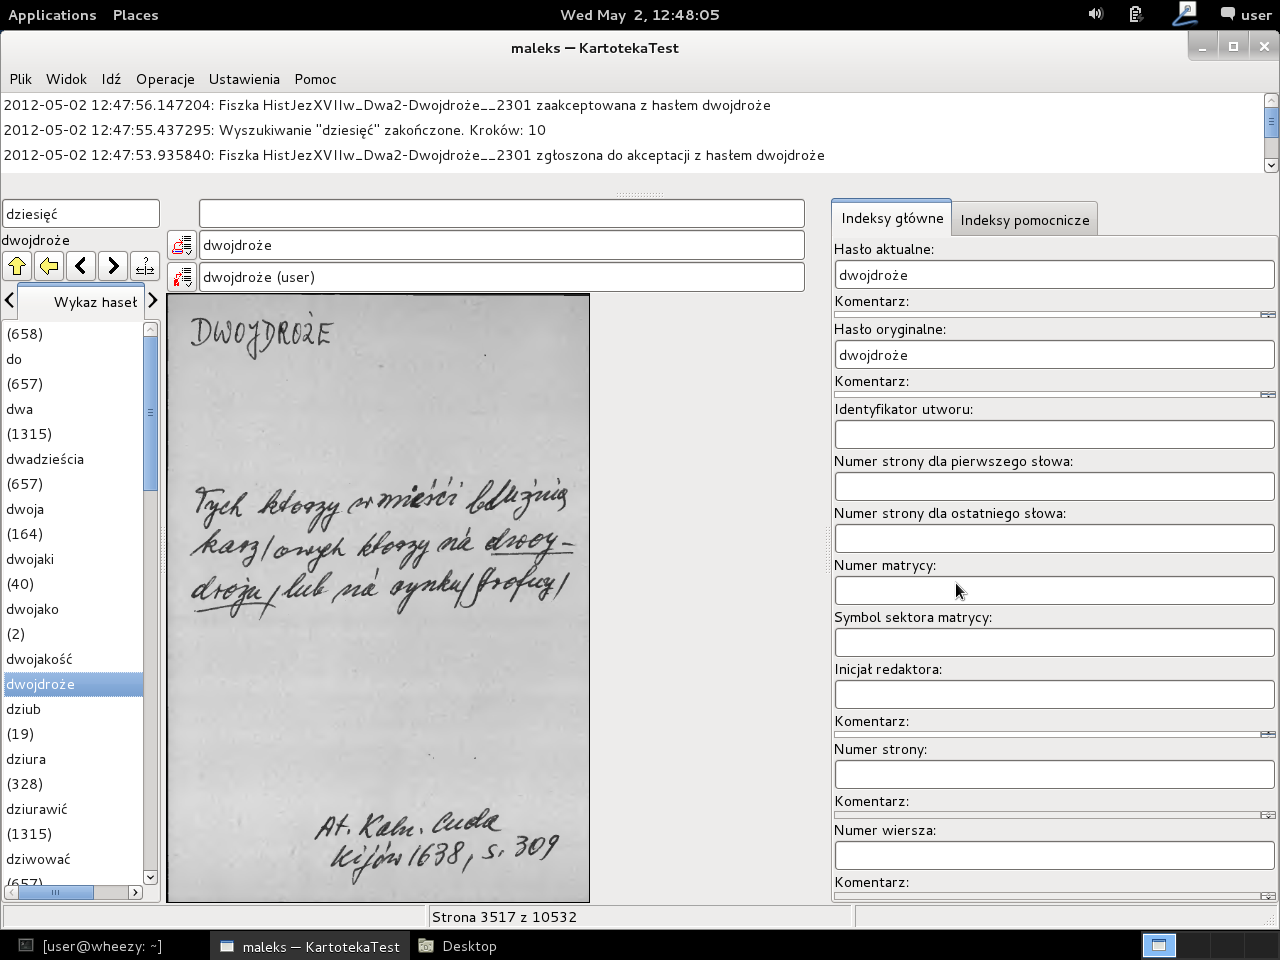 Applications Places Wed May 2, 12:48:05 user
maleks — KartotekaTest
Plik Widok Idź Operacje Ustawienia Pomoc
2012-05-02 12:47:56.147204: Fiszka HistJezXVIIw_Dwa2-Dwojdroże__2301 zaakceptowana z hasłem dwojdroże
2012-05-02 12:47:55.437295: Wyszukiwanie "dziesięć" zakończone. Kroków: 10
2012-05-02 12:47:53.935840: Fiszka HistJezXVIIw_Dwa2-Dwojdroże__2301 zgłoszona do akceptacji z hasłem dwojdroże
dziesięć
dwojdroże
Wykaz haseł
(658)
do
(657)
dwa
(1315)
dwadzieścia
(657)
dwoja
(164)
dwojaki
(40)
dwojako
(2)
dwojakość
dwojdroże
dziub
(19)
dziura
(328)
dziurawić
(1315)
dziwować
(657)
dwojdroże
dwojdroże (user)
DWOJDROŻE
Tych ktorzy w mieści bluźnią
karz/ owych ktorzy ná dwoy-
drożu/ lub ná rynku/ strofuy/
At. Kaln. Cuda
Kijów 1638, s. 309
Indeksy główne Indeksy pomocnicze
Hasło aktualne:
dwojdroże
Komentarz:
Hasło oryginalne:
dwojdroże
Komentarz:
Identyfikator utworu:
Numer strony dla pierwszego słowa:
Numer strony dla ostatniego słowa:
Numer matrycy:
Symbol sektora matrycy:
Inicjał redaktora:
Komentarz:
Numer strony:
Komentarz:
Numer wiersza:
Komentarz:
Strona 3517 z 10532
[user@wheezy: ~] maleks — KartotekaTest Desktop